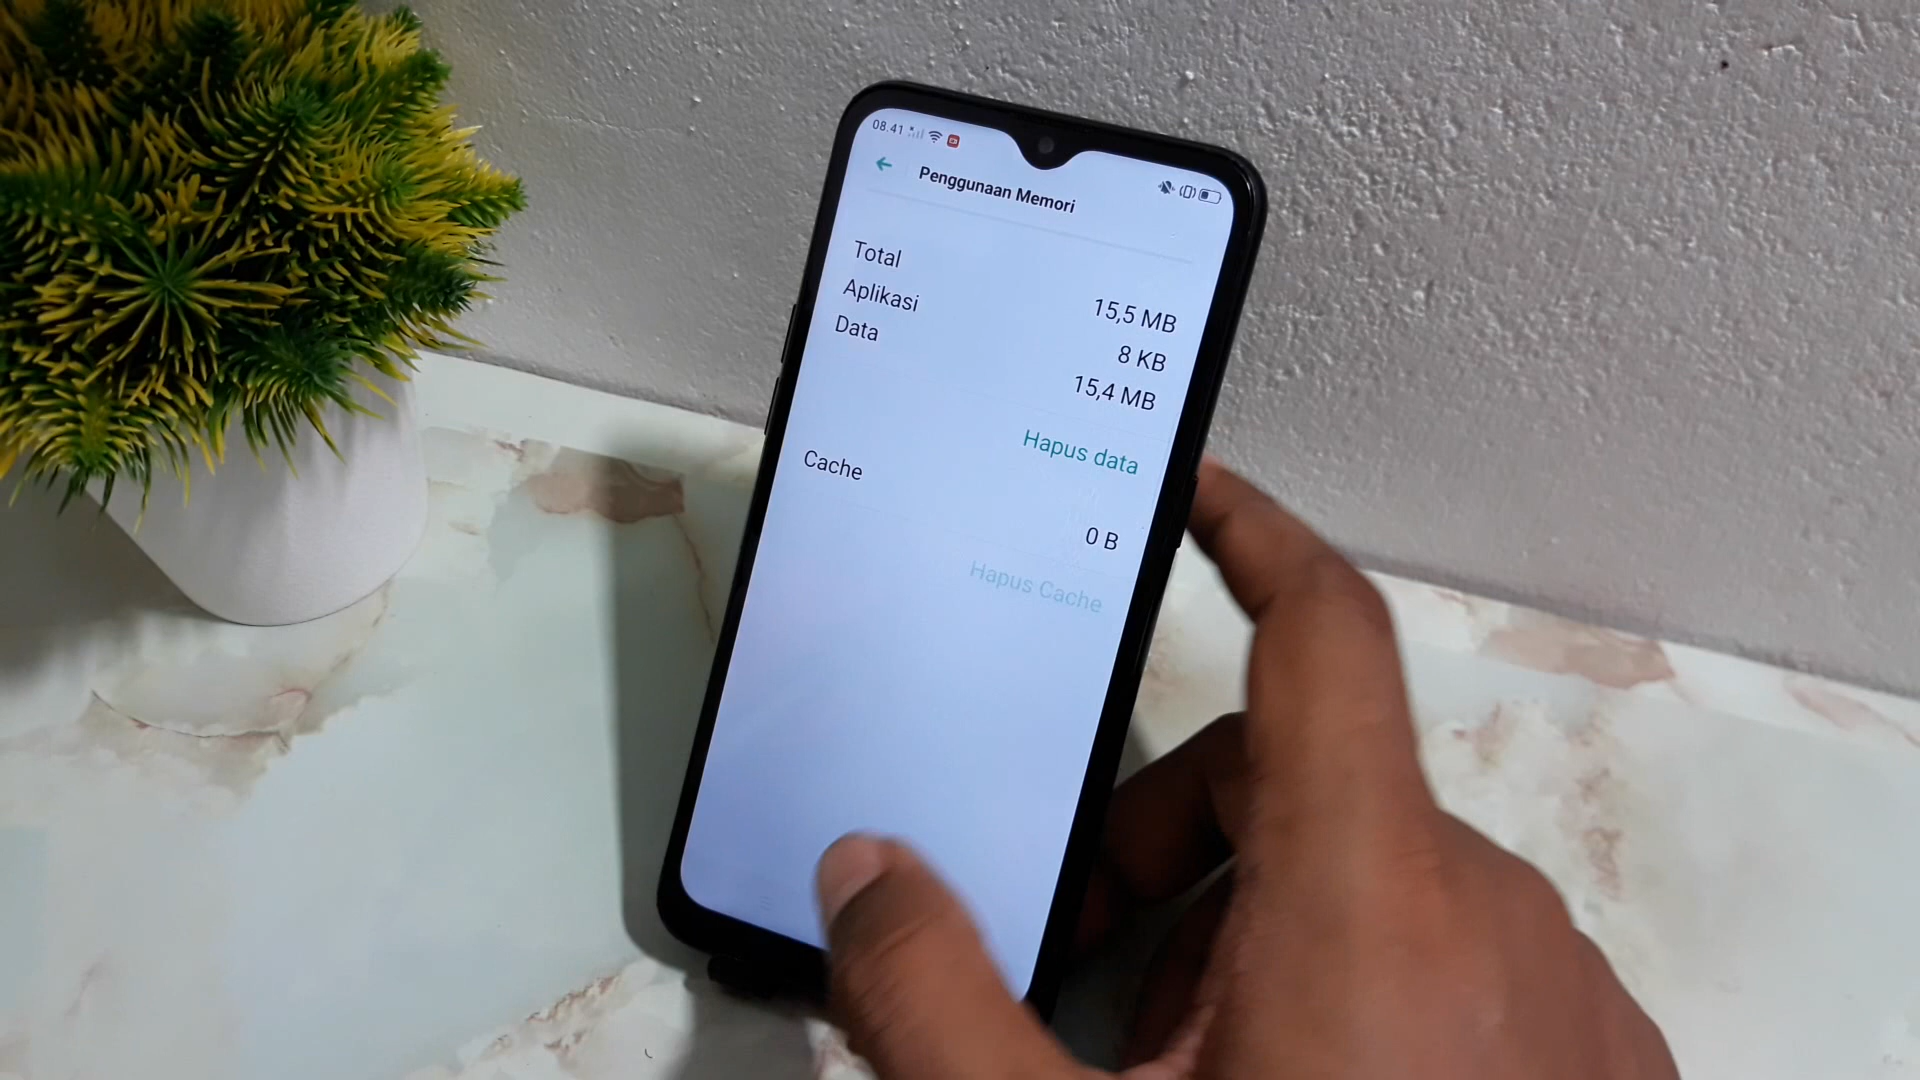 08.41
Penggunaan Memori
Total
15,5 MB
Aplikasi
8 KB
Data
15,4 MB
Hapus data
Cache
0 B
Hapus Cache